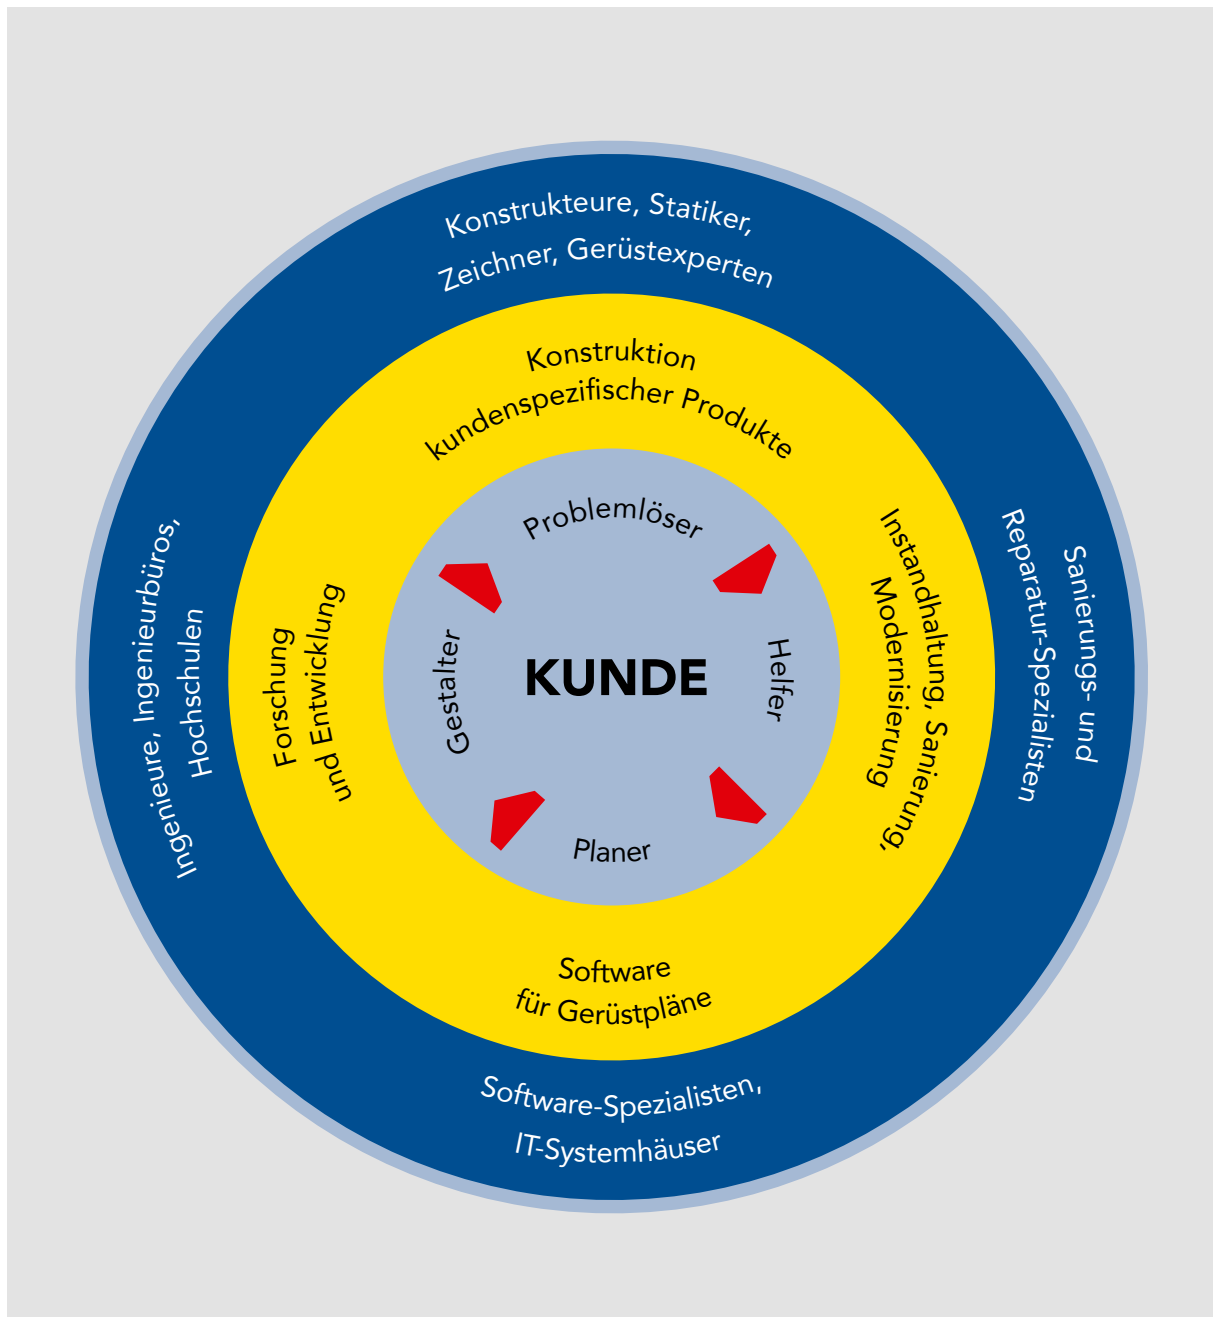 Konstrukteure, Statiker,
Zeichner, Gerüstexperten
Konstruktion
kundenspezifischer Produkte
Problemlöser
Ingenieure, Ingenieurbüros,
Hochschulen
Forschung
und Entwicklung
Gestalter
KUNDE
Helfer
Instandhaltung, Sanierung,
Modernisierung
Sanierungs- und
Reparatur-Spezialisten
Planer
Software
für Gerüstpläne
Software-Spezialisten,
IT-Systemhäuser